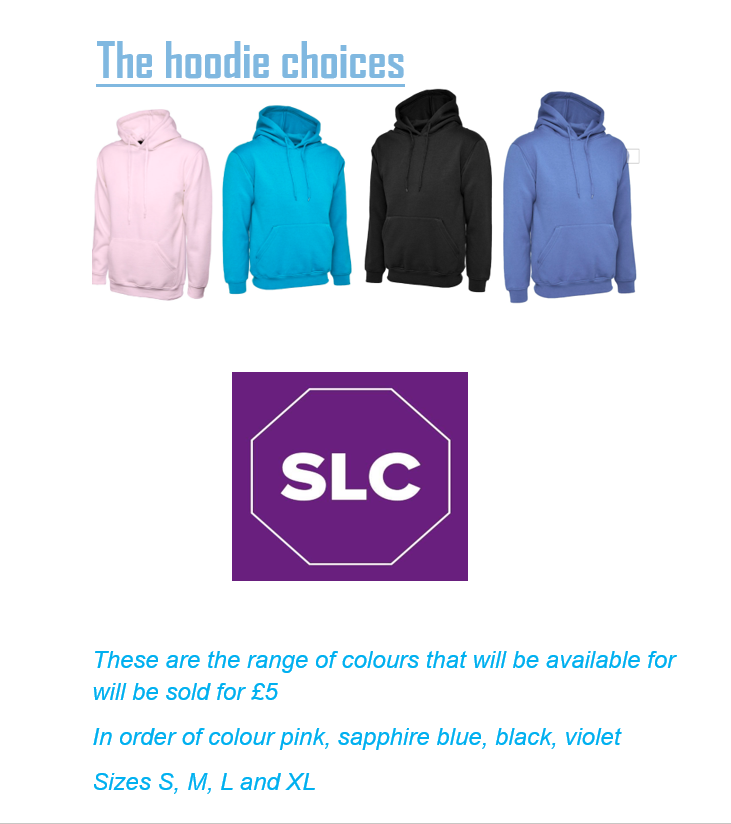 The hoodie choices
SLC
These are the range of colours that will be available for
will be sold for £5
In order of colour pink, sapphire blue, black, violet
Sizes S, M, L and XL